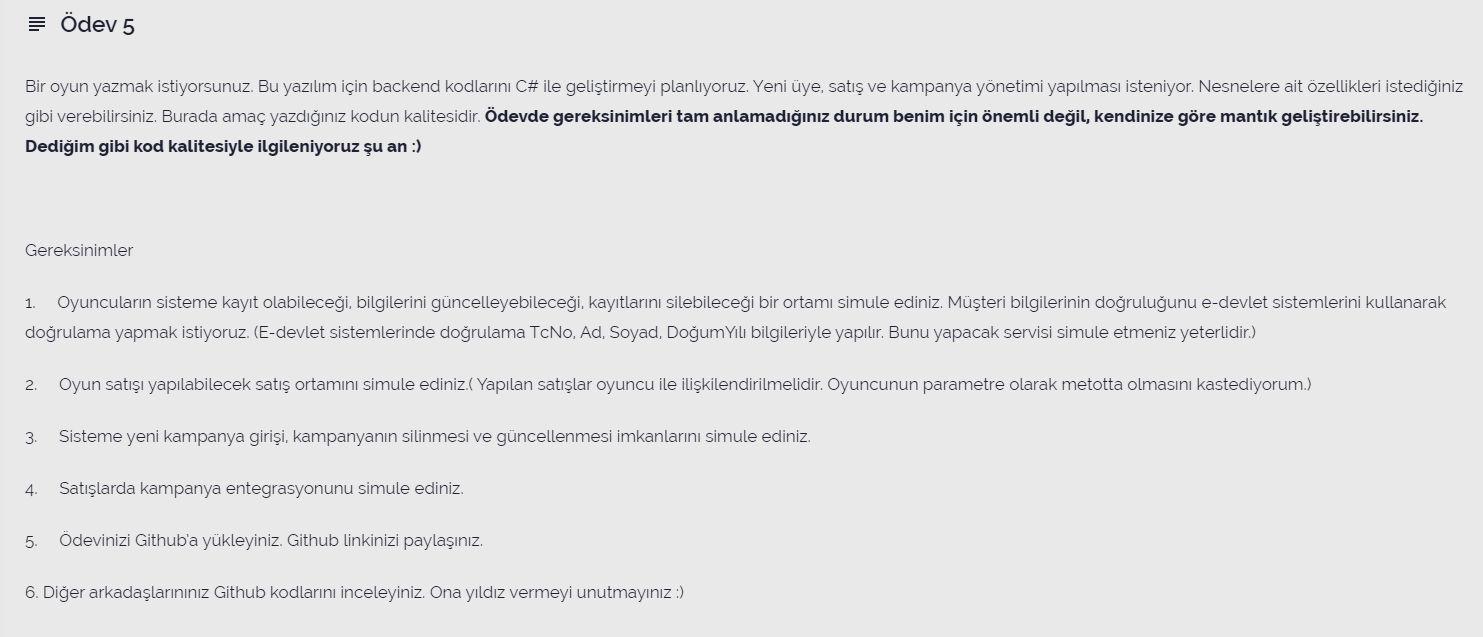 Ödev 5
Bir oyun yazmak istiyorsunuz. Bu yazılım için backend kodlarını C# ile geliştirmeyi planlıyoruz. Yeni üye, satış ve kampanya yönetimi yapılması isteniyor. Nesnelere ait özellikleri istediğiniz
gibi verebilirsiniz. Burada amaç yazdığınız kodun kalitesidir. Ödevde gereksinimleri tam anlamadığınız durum benim için önemli değil, kendinize göre mantık geliştirebilirsiniz.
Dediğim gibi kod kalitesiyle ilgileniyoruz şu an :)
Gereksinimler
1. Oyuncuların sisteme kayıt olabileceği, bilgilerini güncelleyebileceği, kayıtlarını silebileceği bir ortamı simule ediniz. Müşteri bilgilerinin doğruluğunu e-devlet sistemlerini kullanarak
doğrulama yapmak istiyoruz. (E-devlet sistemlerinde doğrulama TcNo, Ad, Soyad, DoğumYılı bilgileriyle yapılır. Bunu yapacak servisi simule etmeniz yeterlidir.)
2. Oyun satışı yapılabilecek satış ortamını simule ediniz.( Yapılan satışlar oyuncu ile ilişkilendirilmelidir. Oyuncunun parametre olarak metotta olmasını kastediyorum.)
3. Sisteme yeni kampanya girişi, kampanyanın silinmesi ve güncellenmesi imkanlarını simule ediniz.
4. Satışlarda kampanya entegrasyonunu simule ediniz.
5. Ödevinizi Github'a yükleyiniz. Github linkinizi paylaşınız.
6. Diğer arkadaşlarınınız Github kodlarını inceleyiniz. Ona yıldız vermeyi unutmayınız :)